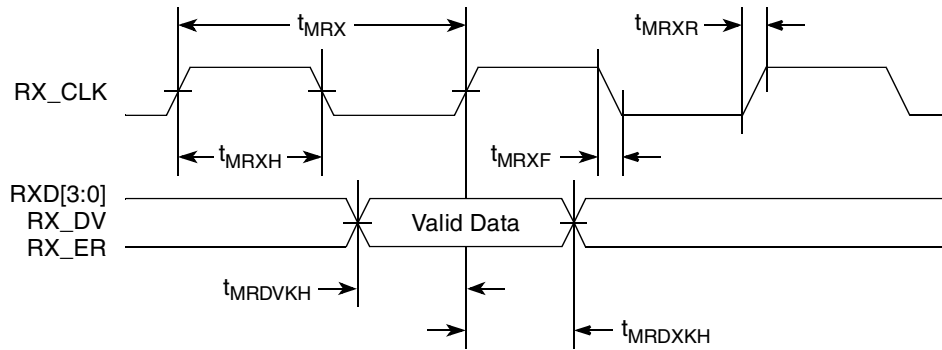 tMRX
tMRXR
RX_CLK
tMRXH
tMRXF
RXD[3:0]
RX_DV
Valid Data
RX_ER
tMRDVKH
tMRDXKH